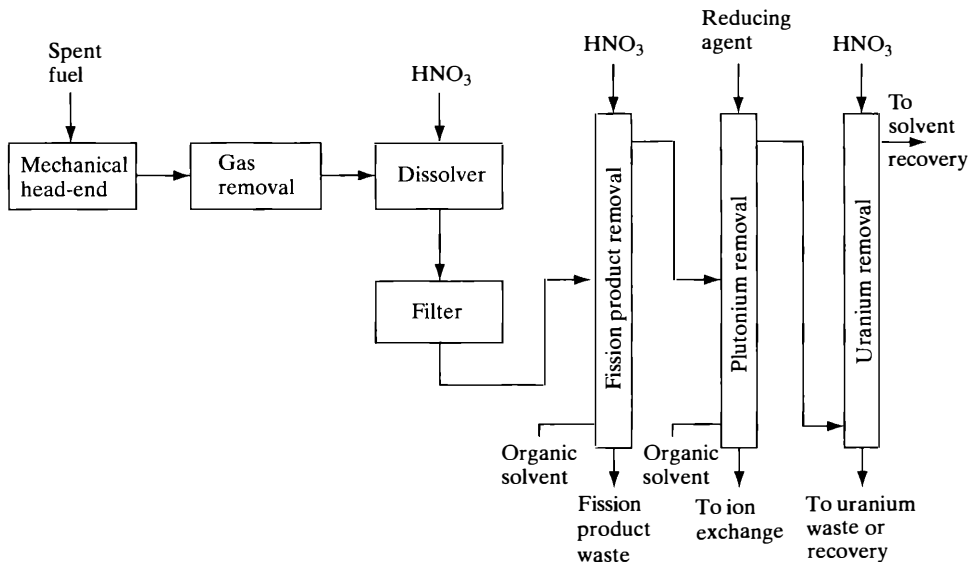 Spent
fuel
Mechanical
head-end
Gas
removal
HNO₃
Dissolver
Filter
HNO₃
Fission product removal
Organic
solvent
Fission
product
waste
Reducing
agent
Plutonium removal
Organic
solvent
To ion
exchange
HNO₃
Uranium removal
To
solvent
recovery
To uranium
waste or
recovery